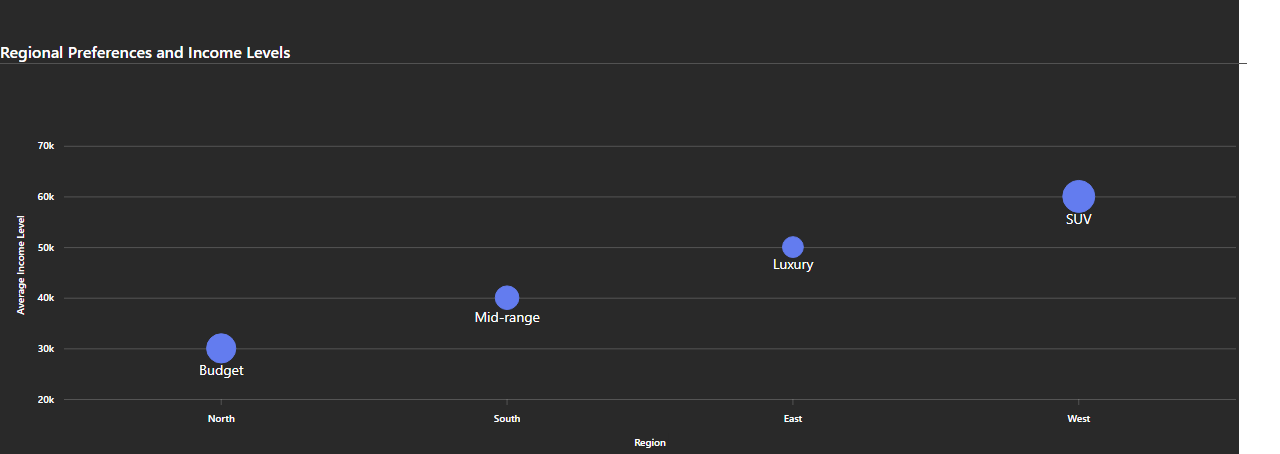 Regional Preferences and Income Levels
70k
60k
50k
40k
30k
20k
Average Income Level
SUV
Luxury
Mid-range
Budget
North South East West
Region